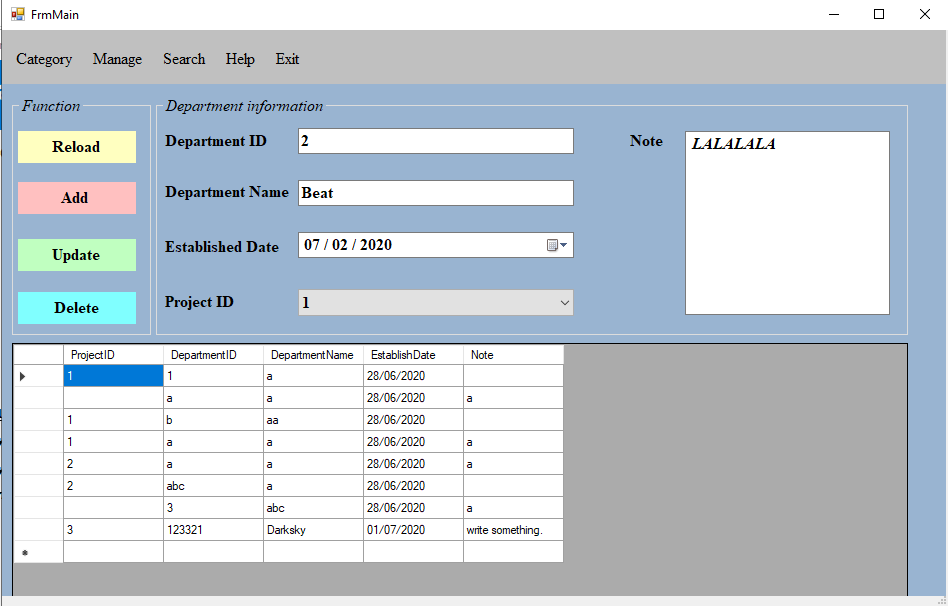 FrmMain
Category Manage Search Help Exit
Function
Reload
Add
Update
Delete
Department information
Department ID 2
Department Name Beat
Established Date 07 / 02 / 2020
Project ID 1
Note LALALALA
ProjectID DepartmentID DepartmentName EstablishDate Note
1 1 a 28/06/2020
a a 28/06/2020 a
1 b aa 28/06/2020
1 a a 28/06/2020 a
2 a a 28/06/2020 a
2 abc a 28/06/2020
3 abc 28/06/2020 a
3 123321 Darksky 01/07/2020 write something.